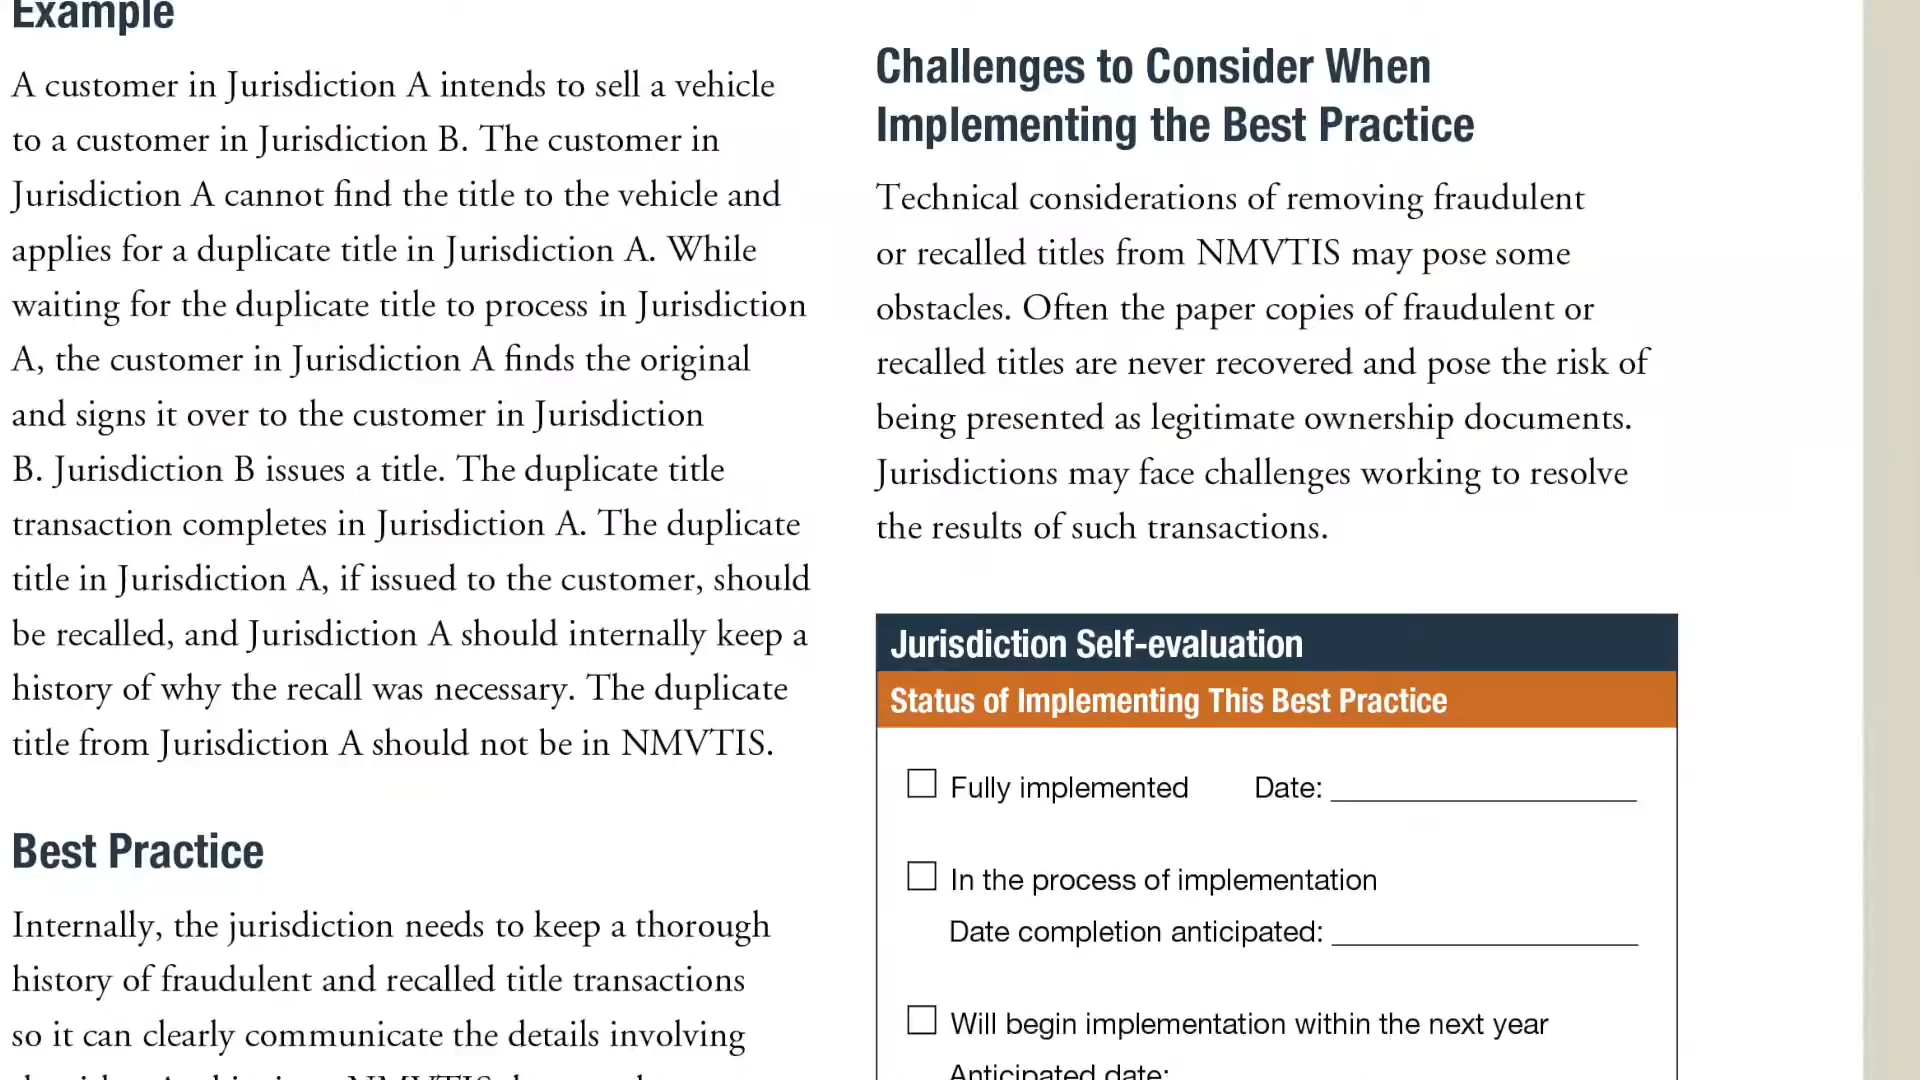 Example
A customer in Jurisdiction A intends to sell a vehicle
to a customer in Jurisdiction B. The customer in
Jurisdiction A cannot find the title to the vehicle and
applies for a duplicate title in Jurisdiction A. While
waiting for the duplicate title to process in Jurisdiction
A, the customer in Jurisdiction A finds the original
and signs it over to the customer in Jurisdiction
B. Jurisdiction B issues a title. The duplicate title
transaction completes in Jurisdiction A. The duplicate
title in Jurisdiction A, if issued to the customer, should
be recalled, and Jurisdiction A should internally keep a
history of why the recall was necessary. The duplicate
title from Jurisdiction A should not be in NMVTIS.
Best Practice
Internally, the jurisdiction needs to keep a thorough
history of fraudulent and recalled title transactions
so it can clearly communicate the details involving
NMVTIS
Challenges to Consider When
Implementing the Best Practice
Technical considerations of removing fraudulent
or recalled titles from NMVTIS may pose some
obstacles. Often the paper copies of fraudulent or
recalled titles are never recovered and pose the risk of
being presented as legitimate ownership documents.
Jurisdictions may face challenges working to resolve
the results of such transactions.
Jurisdiction Self-evaluation
Status of Implementing This Best Practice
Fully implemented Date:
In the process of implementation
Date completion anticipated:
Will begin implementation within the next year
Anticipated date: